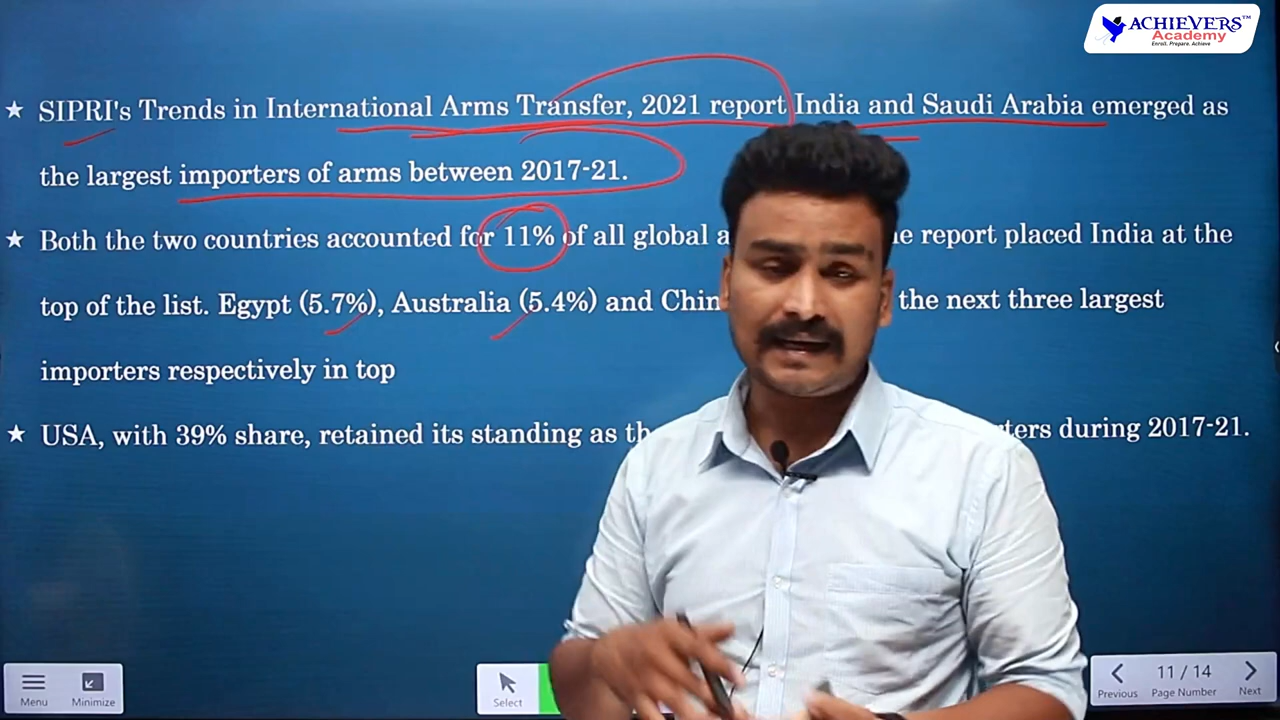 ACHIEVERS™
Academy
Enroll. Prepare. Achieve
★ SIPRI's Trends in International Arms Transfer, 2021 report India and Saudi Arabia emerged as
the largest importers of arms between 2017-21.
★ Both the two countries accounted for 11% of all global a e report placed India at the
top of the list. Egypt (5.7%), Australia (5.4%) and Chin the next three largest
importers respectively in top
★ USA, with 39% share, retained its standing as th ters during 2017-21.
Menu
Minimize
Select
Previous
11 / 14
Page Number
Next